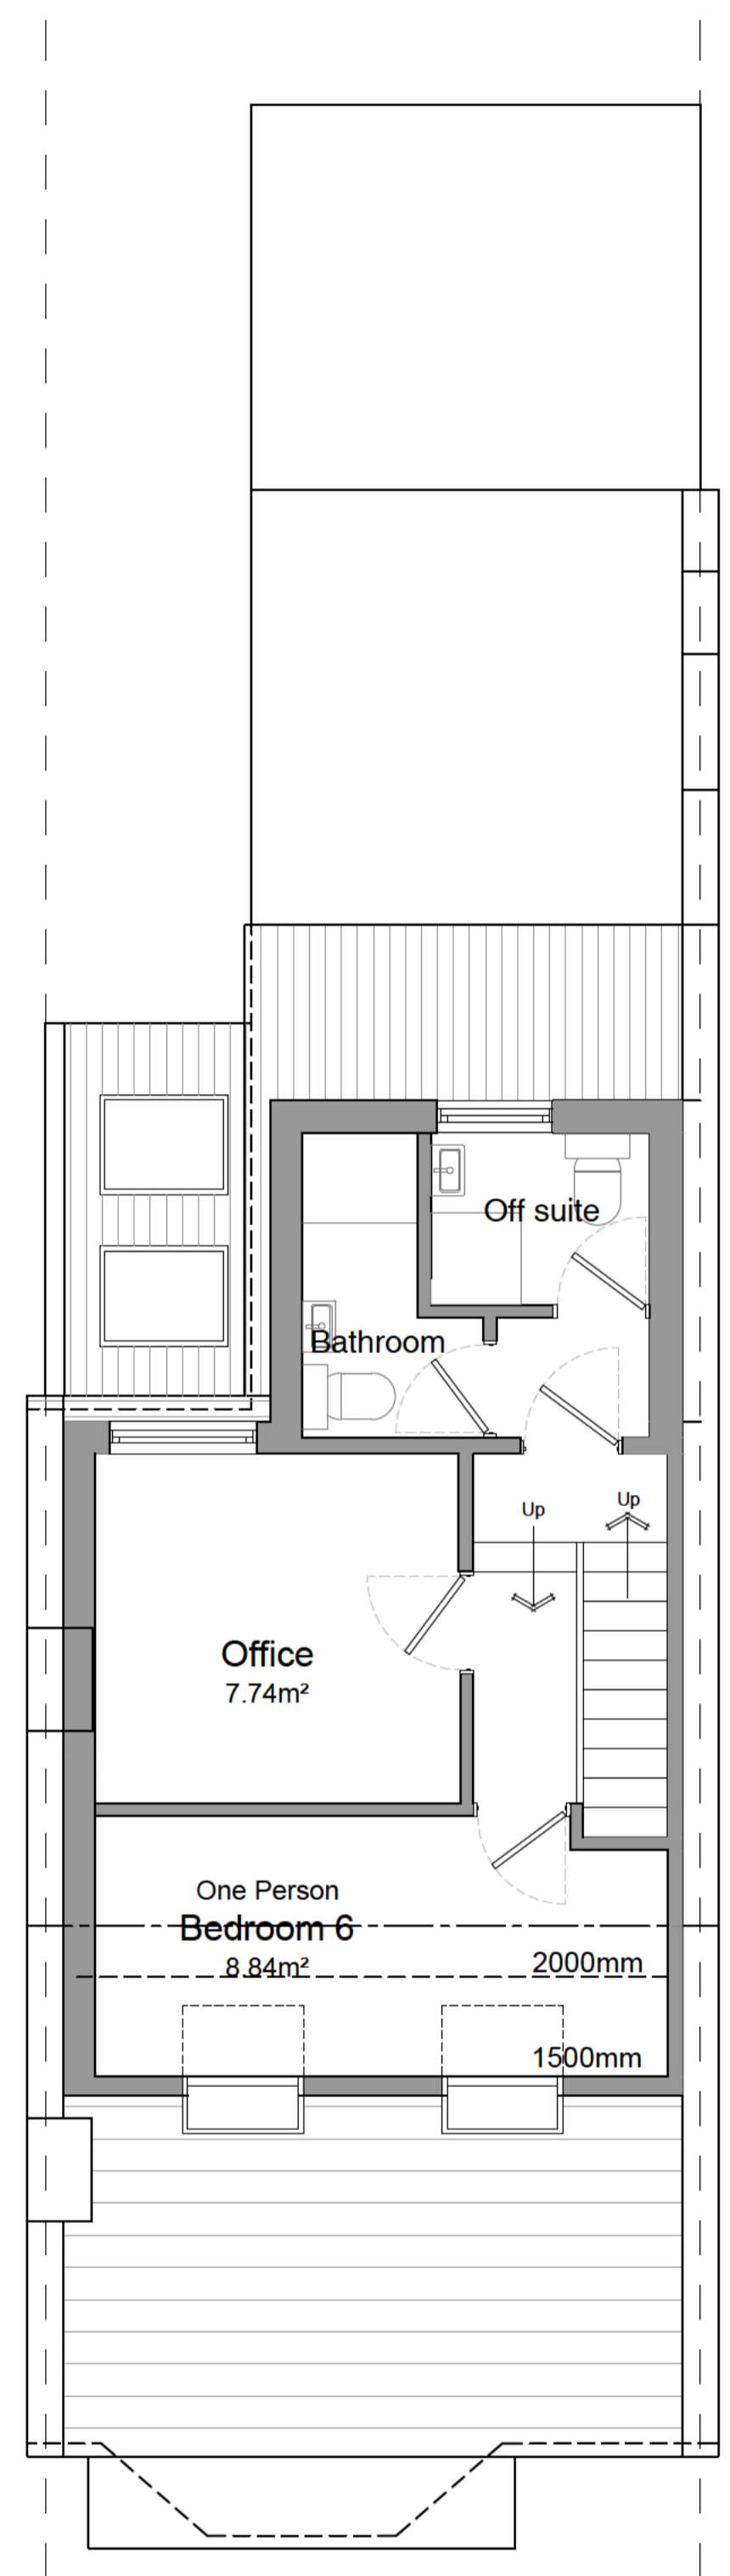 Off suite
Bathroom
Up
Up
Office
7.74m²
One Person
Bedroom 6
8.84m²
2000mm
1500mm